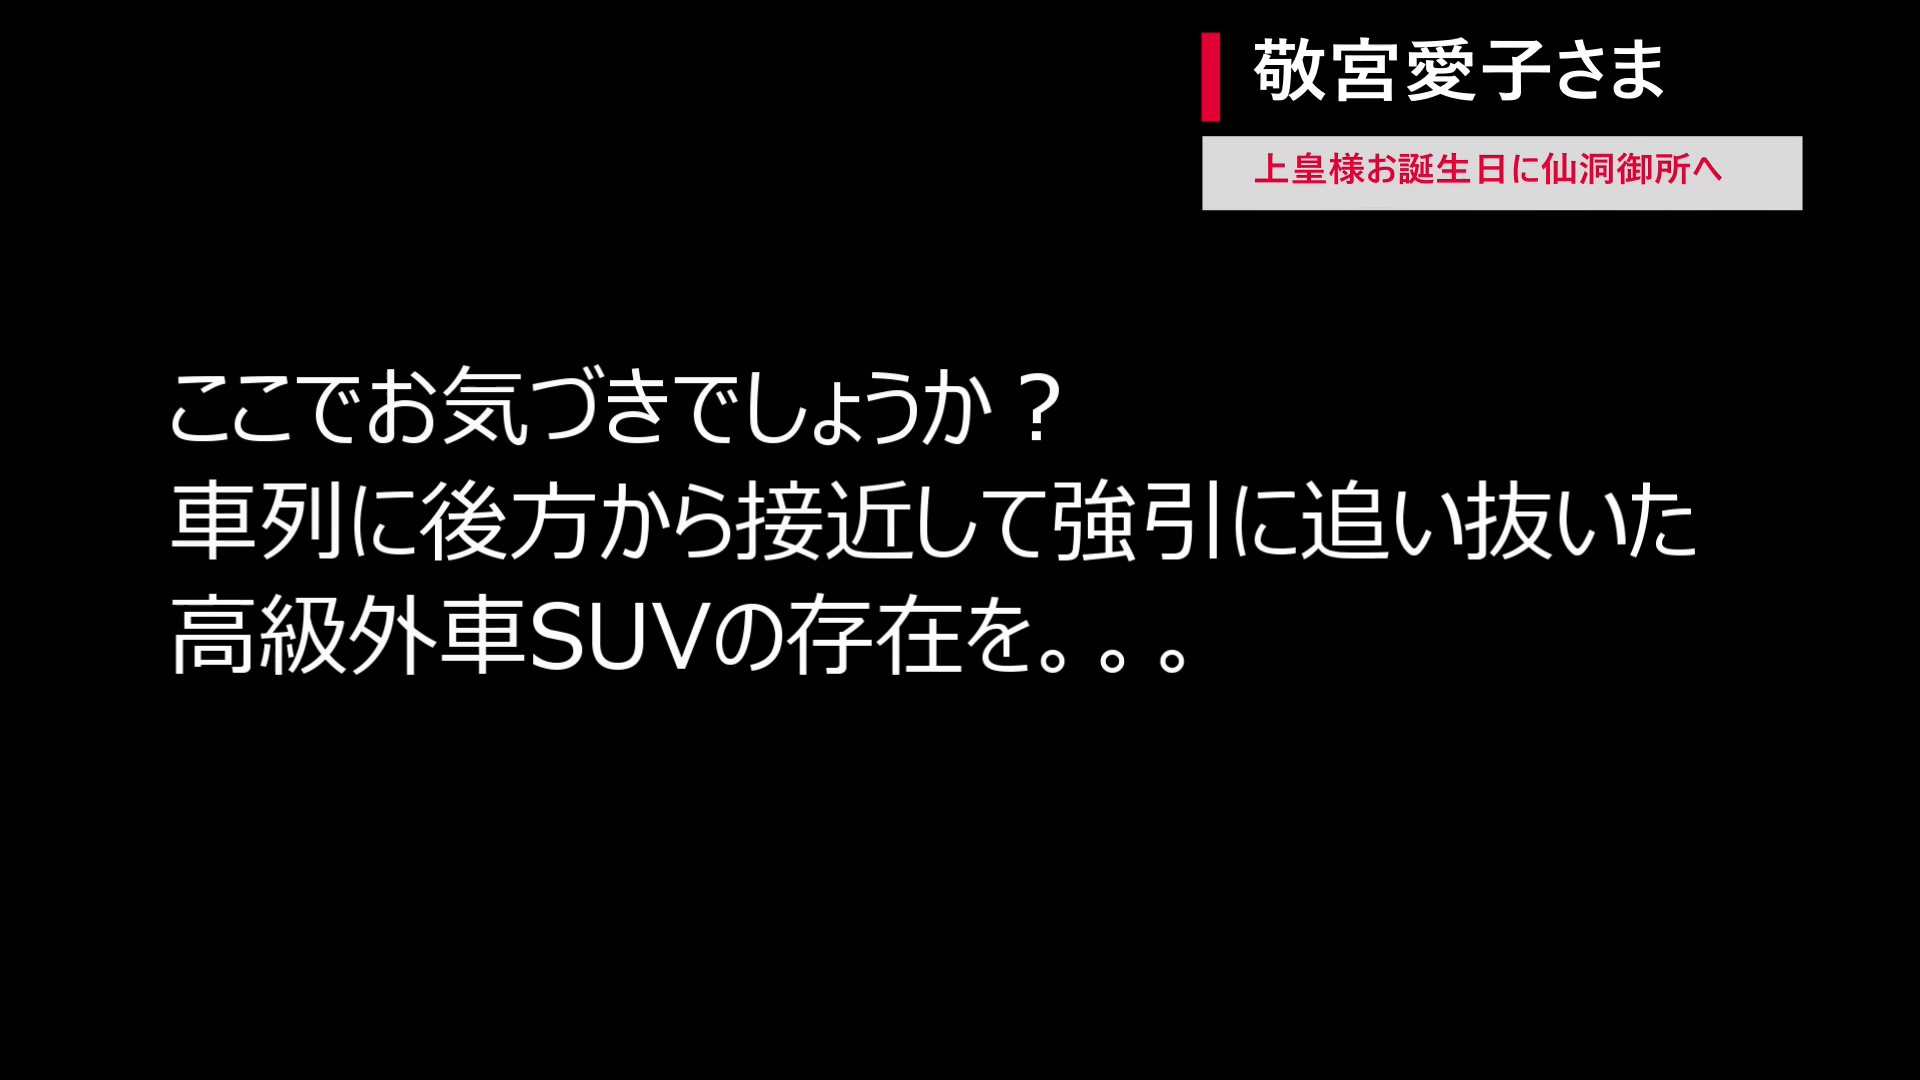 敬宮愛子さま
上皇様お誕生日に仙洞御所へ
ここでお気づきでしょうか？
車列に後方から接近して強引に追い抜いた
高級外車SUVの存在を。。。